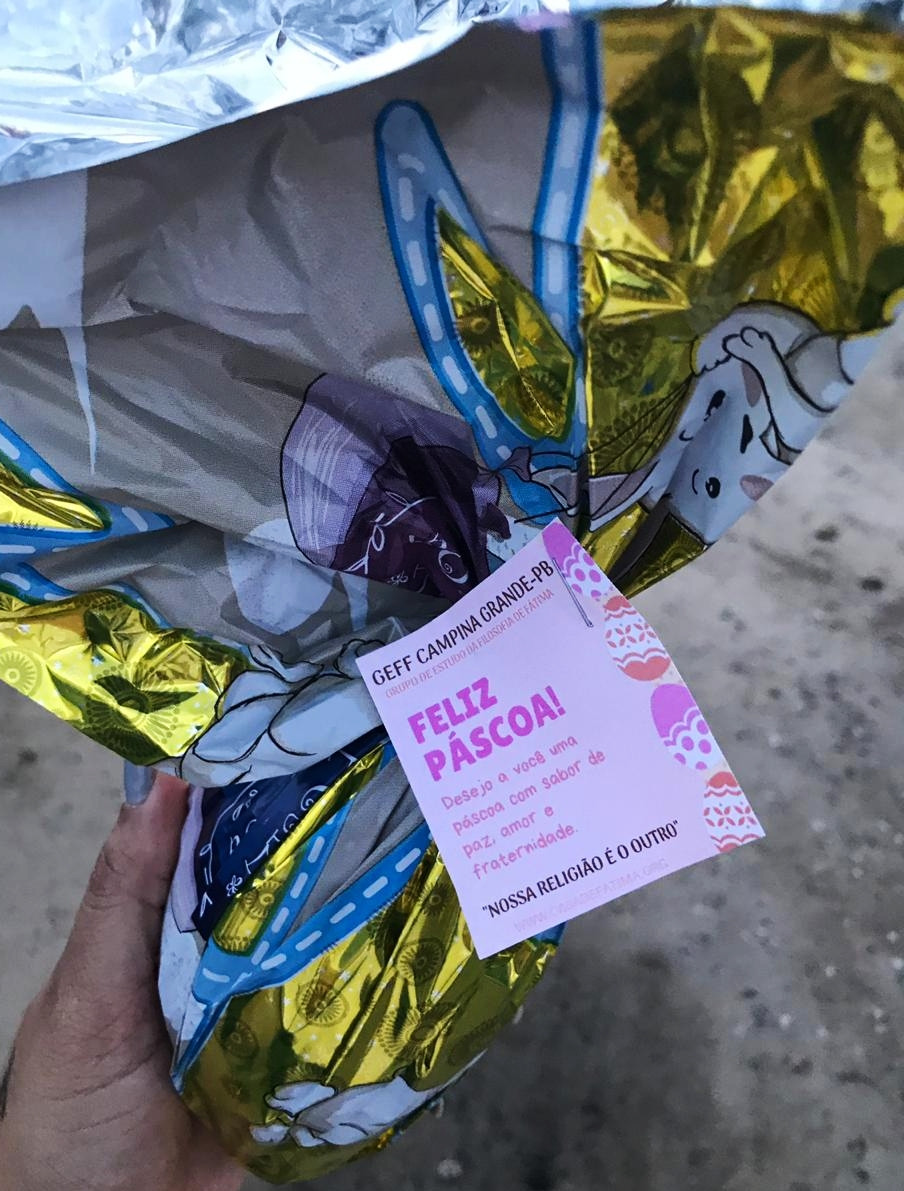 GEFF CAMPINA GRANDE-PB
GRUPO DE ESTUDO DA FILOSOFIA DE FÁTIMA
FELIZ
PÁSCOA!
Desejo a você uma
páscoa com sabor de
paz, amor e
fraternidade.
"NOSSA RELIGIÃO É O OUTRO"
WWW.CASADEFATIMA.ORG